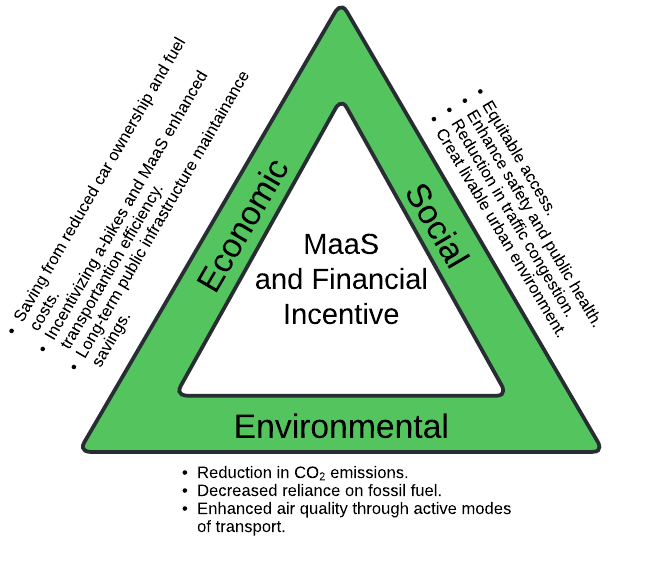 • Saving from reduced car ownership and fuel
costs.
• Incentivizing a-bikes and MaaS enhanced
transportantion efficiency.
• Long-term public infrastructure maintainance
savings.
Economic
MaaS
and Financial
Incentive
Social
• Equitable access.
• Enhance safety and public health.
• Reduction in traffic congestion.
• Creat livable urban environment.
Environmental
• Reduction in CO₂ emissions.
• Decreased reliance on fossil fuel.
• Enhanced air quality through active modes
of transport.